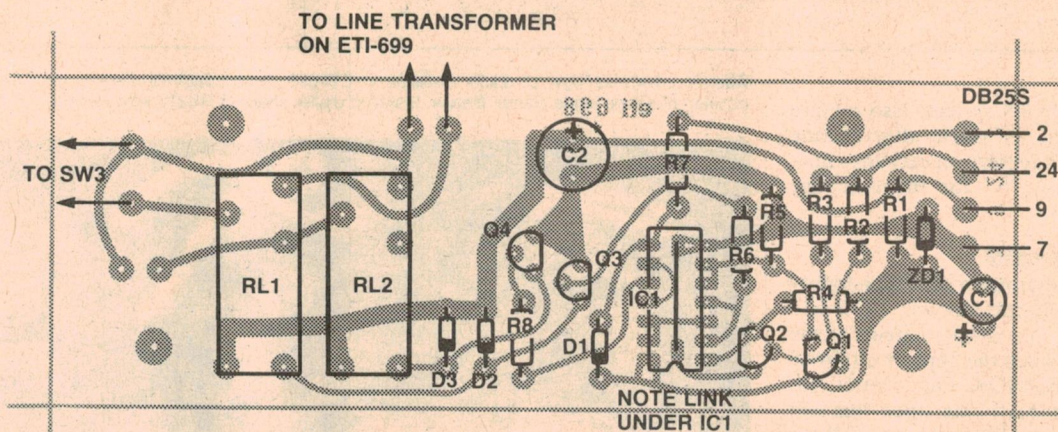 TO LINE TRANSFORMER
ON ETI-699
DB25S
eti 698
2
C2
TO SW3
R7
24
R5
R3
R1
9
R2
Q4
7
R6
Q3
ZD1
RL1
RL2
IC1
R4
C1
R8
D1
Q2
Q1
D3
D2
NOTE LINK
UNDER IC1